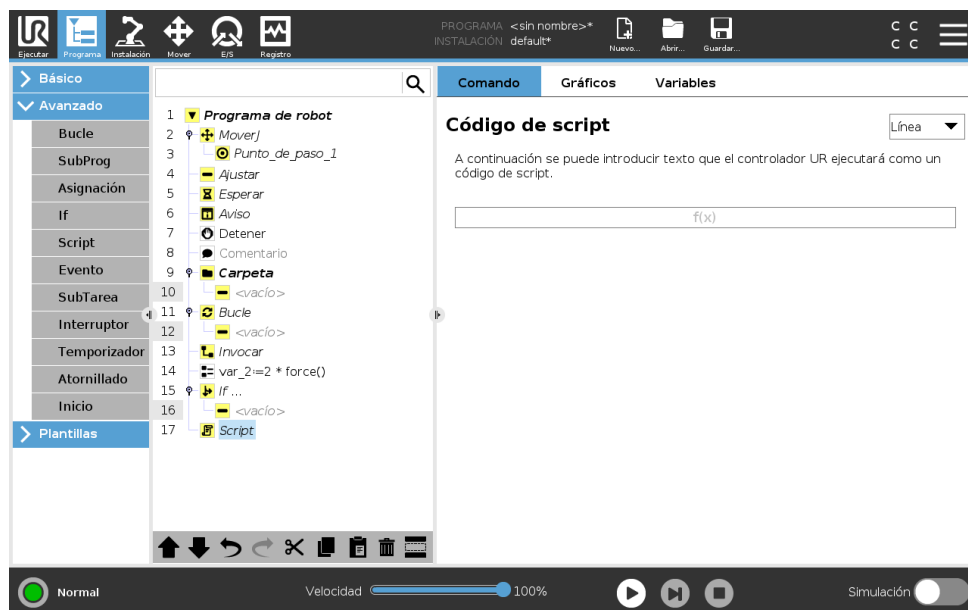 UR
Ejecutar
Programa
Instalación
Mover
E/S
Registro
PROGRAMA <sin nombre>*
INSTALACIÓN default*
Nuevo...
Abrir...
Guardar...
C C
C C
Básico
Avanzado
Bucle
SubProg
Asignación
If
Script
Evento
SubTarea
Interruptor
Temporizador
Atornillado
Inicio
Plantillas
1 Programa de robot
2 MoverJ
3 Punto_de_paso_1
4 Ajustar
5 Esperar
6 Aviso
7 Detener
8 Comentario
9 Carpeta
10 <vacío>
11 Bucle
12 <vacío>
13 Invocar
14 var_2:=2 * force()
15 If ...
16 <vacío>
17 Script
Comando Gráficos Variables
Código de script
Línea
A continuación se puede introducir texto que el controlador UR ejecutará como un
código de script.
f(x)
Normal
Velocidad
100%
Simulación